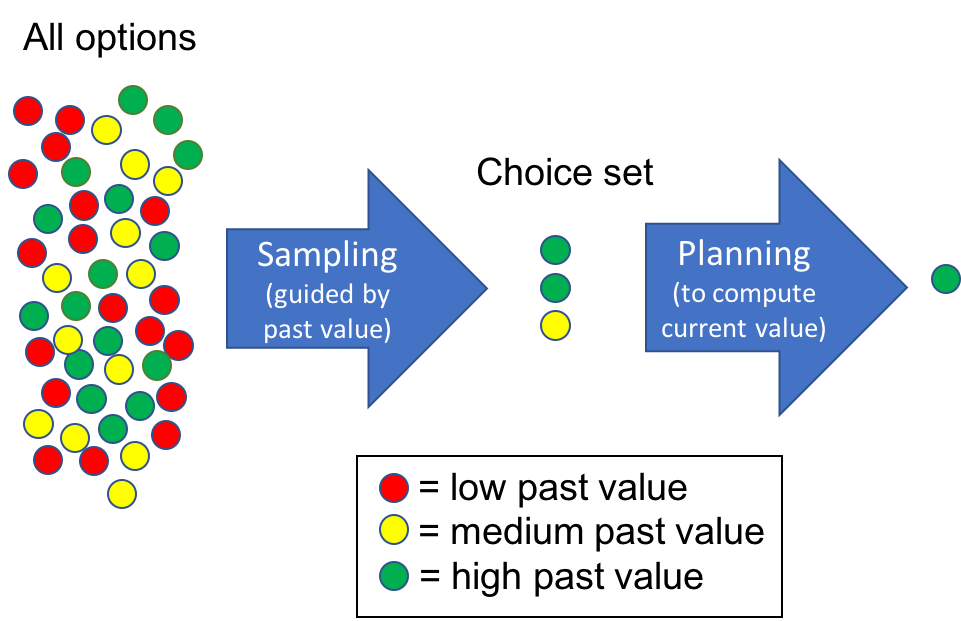 All options
Choice set
Sampling
(guided by
past value)
Planning
(to compute
current value)
= low past value
= medium past value
= high past value